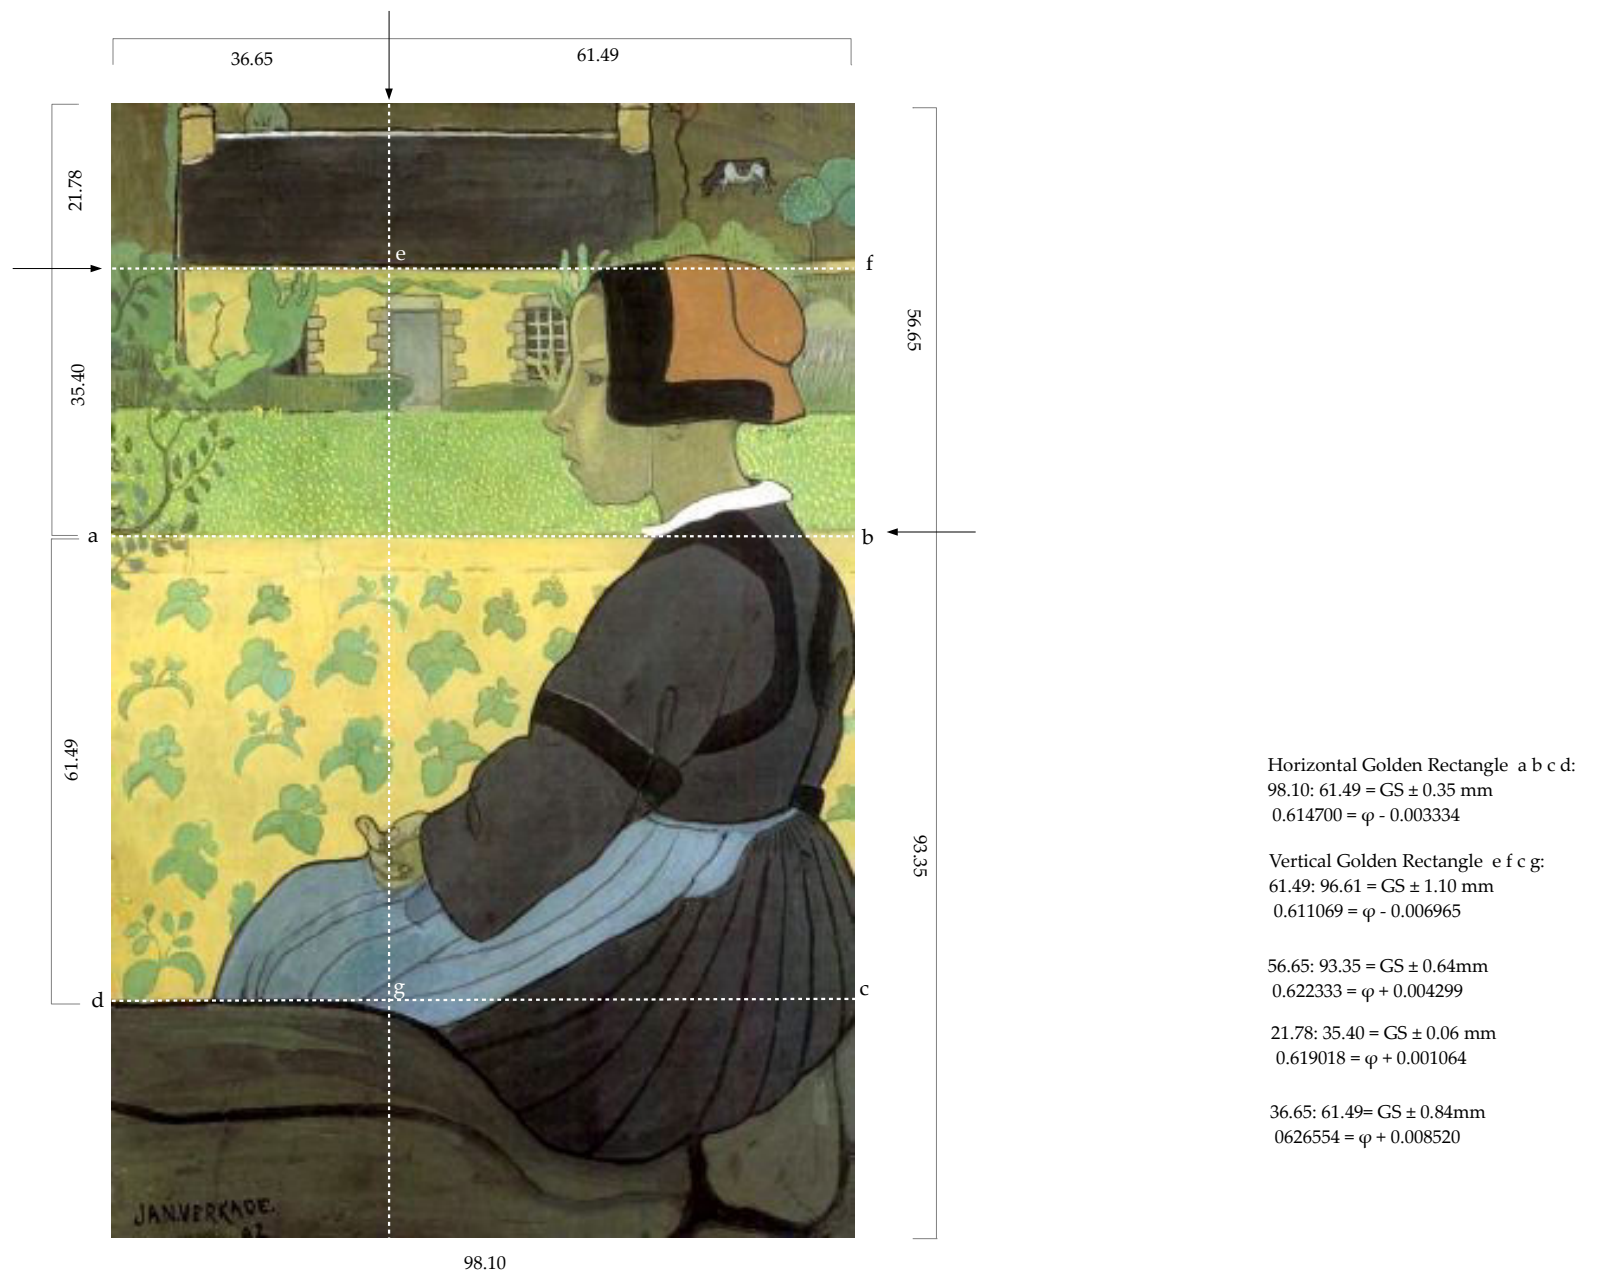 36.65
61.49
21.78
e
f
56.65
35.40
a
b
61.49
93.35
d
g
c
JAN.VERKADE.
92
98.10
Horizontal Golden Rectangle a b c d:
98.10: 61.49 = GS ± 0.35 mm
0.614700 = φ - 0.003334
Vertical Golden Rectangle e f c g:
61.49: 96.61 = GS ± 1.10 mm
0.611069 = φ - 0.006965
56.65: 93.35 = GS ± 0.64mm
0.622333 = φ + 0.004299
21.78: 35.40 = GS ± 0.06 mm
0.619018 = φ + 0.001064
36.65: 61.49= GS ± 0.84mm
0626554 = φ + 0.008520